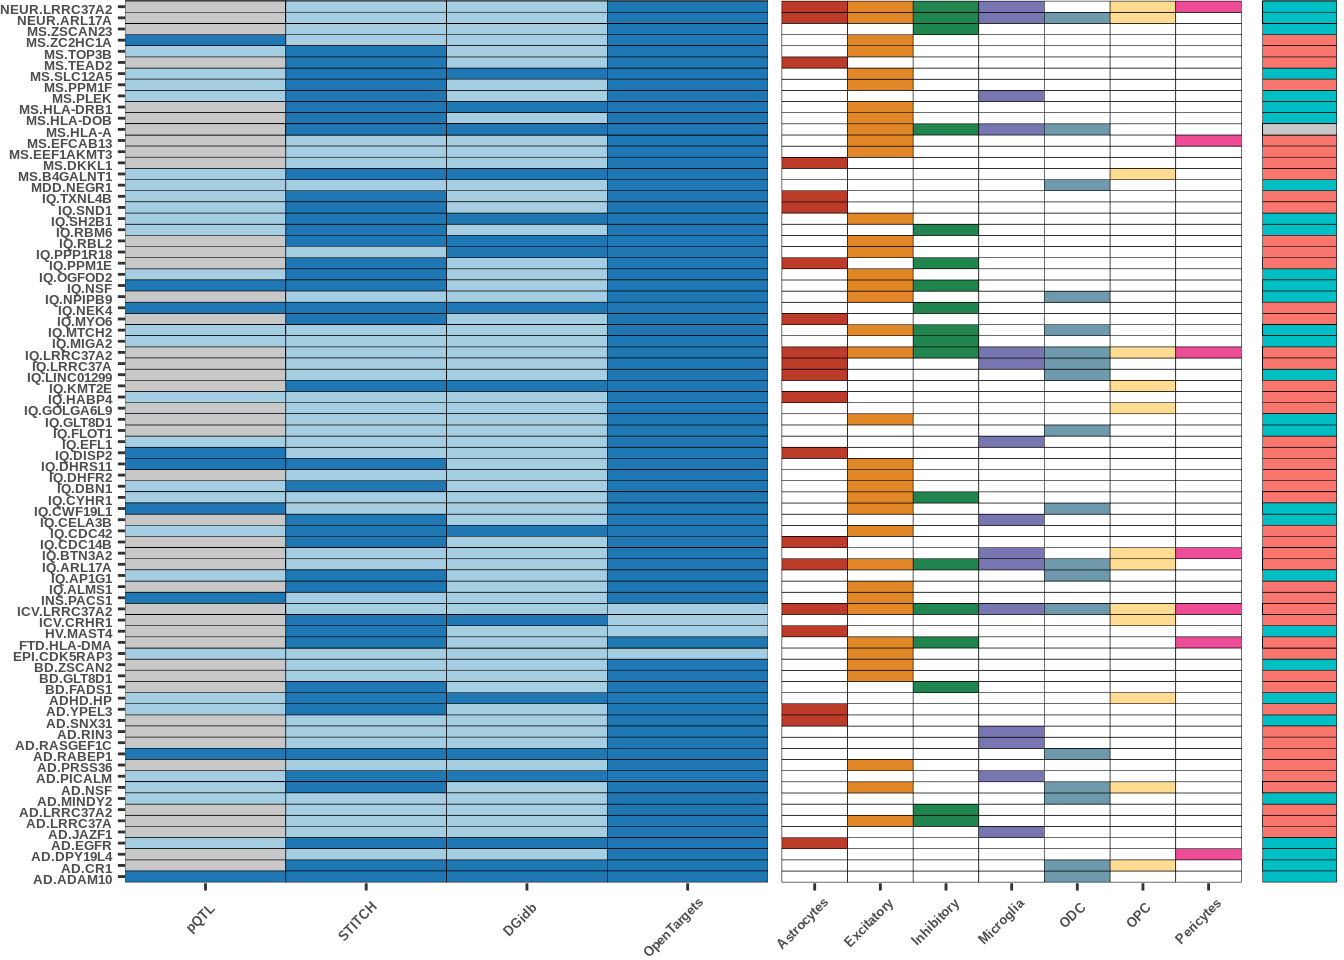 NEUR.LRRC37A2
NEUR.ARL17A
MS.ZSCAN23
MS.ZC2HC1A
MS.TOP3B
MS.TEAD2
MS.SLC12A5
MS.PPM1F
MS.PLEK
MS.HLA-DRB1
MS.HLA-DOB
MS.HLA-A
MS.EFCAB13
MS.EEF1AKMT3
MS.DKKL1
MS.B4GALNT1
MDD.NEGR1
IQ.TXNL4B
IQ.SND1
IQ.SH2B1
IQ.RBM6
IQ.RBL2
IQ.PPP1R18
IQ.PPM1E
IQ.OGFOD2
IQ.NSF
IQ.NPIPB9
IQ.NEK4
IQ.MYO6
IQ.MTCH2
IQ.MIGA2
IQ.LRRC37A2
IQ.LRRC37A
IQ.LINC01299
IQ.KMT2E
IQ.HABP4
IQ.GOLGA6L9
IQ.GLT8D1
IQ.FLOT1
IQ.EFL1
IQ.DISP2
IQ.DHRS11
IQ.DHFR2
IQ.DBN1
IQ.CYHR1
IQ.CWF19L1
IQ.CELA3B
IQ.CDC42
IQ.CDC14B
IQ.BTN3A2
IQ.ARL17A
IQ.AP1G1
IQ.ALMS1
INS.PACS1
ICV.LRRC37A2
ICV.CRHR1
HV.MAST4
FTD.HLA-DMA
EPI.CDK5RAP3
BD.ZSCAN2
BD.GLT8D1
BD.FADS1
ADHD.HP
AD.YPEL3
AD.SNX31
AD.RIN3
AD.RASGEF1C
AD.RABEP1
AD.PRSS36
AD.PICALM
AD.NSF
AD.MINDY2
AD.LRRC37A2
AD.LRRC37A
AD.JAZF1
AD.EGFR
AD.DPY19L4
AD.CR1
AD.ADAM10
pQTL
STITCH
DGidb
OpenTargets
Astrocytes
Excitatory
Inhibitory
Microglia
ODC
OPC
Pericytes